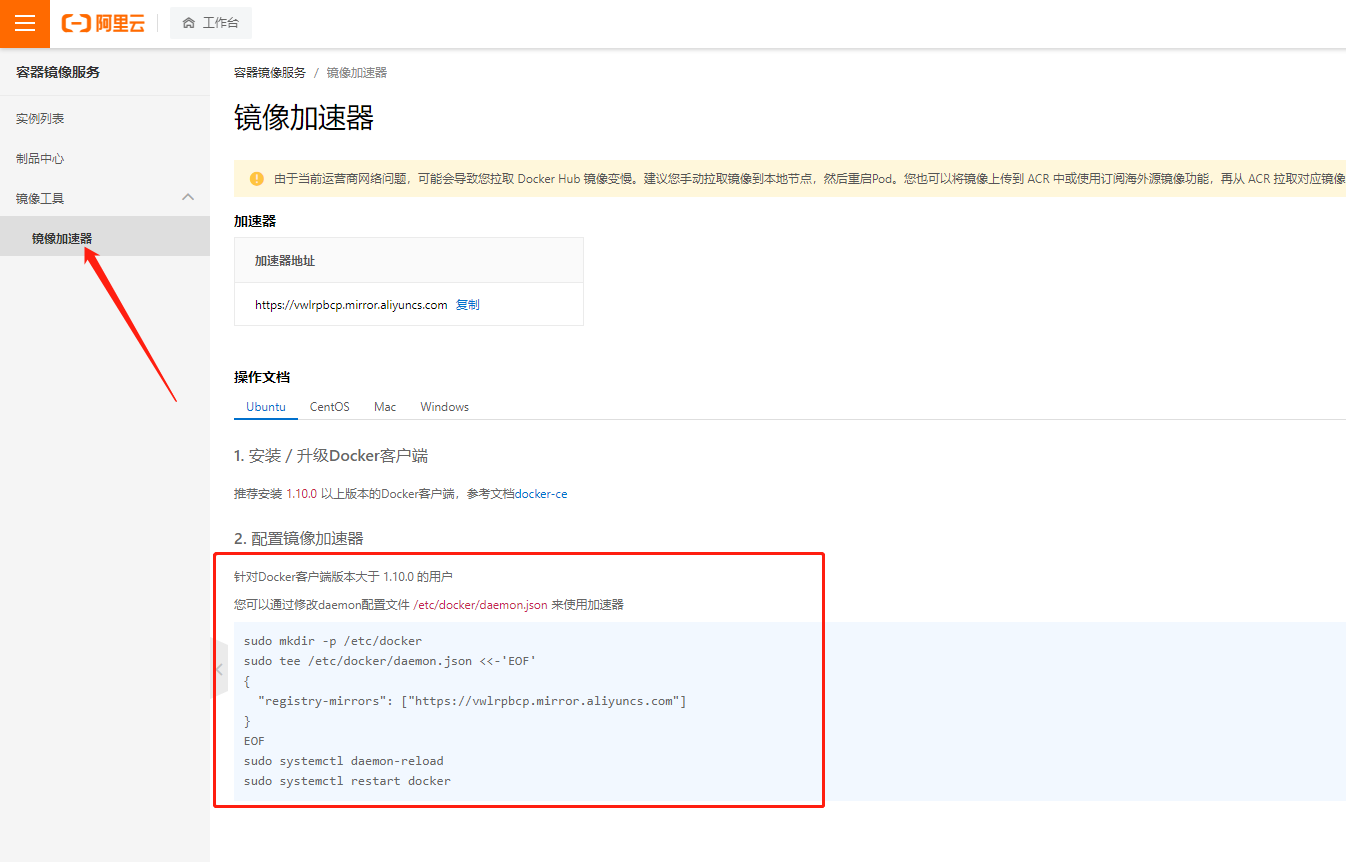 阿里云
工作台
容器镜像服务
实例列表
制品中心
镜像工具
镜像加速器
容器镜像服务 / 镜像加速器
镜像加速器
由于当前运营商网络问题，可能会导致您拉取 Docker Hub 镜像变慢。建议您手动拉取镜像到本地节点，然后重启Pod。您也可以将镜像上传到 ACR 中或使用订阅海外源镜像功能，再从 ACR 拉取对应镜像
加速器
加速器地址
https://vwlrpbcp.mirror.aliyuncs.com 复制
操作文档
Ubuntu CentOS Mac Windows
1. 安装 / 升级Docker客户端
推荐安装 1.10.0 以上版本的Docker客户端，参考文档docker-ce
2. 配置镜像加速器
针对Docker客户端版本大于 1.10.0 的用户
您可以通过修改daemon配置文件 /etc/docker/daemon.json 来使用加速器
sudo mkdir -p /etc/docker
sudo tee /etc/docker/daemon.json <<-'EOF'
{
  "registry-mirrors": ["https://vwlrpbcp.mirror.aliyuncs.com"]
}
EOF
sudo systemctl daemon-reload
sudo systemctl restart docker